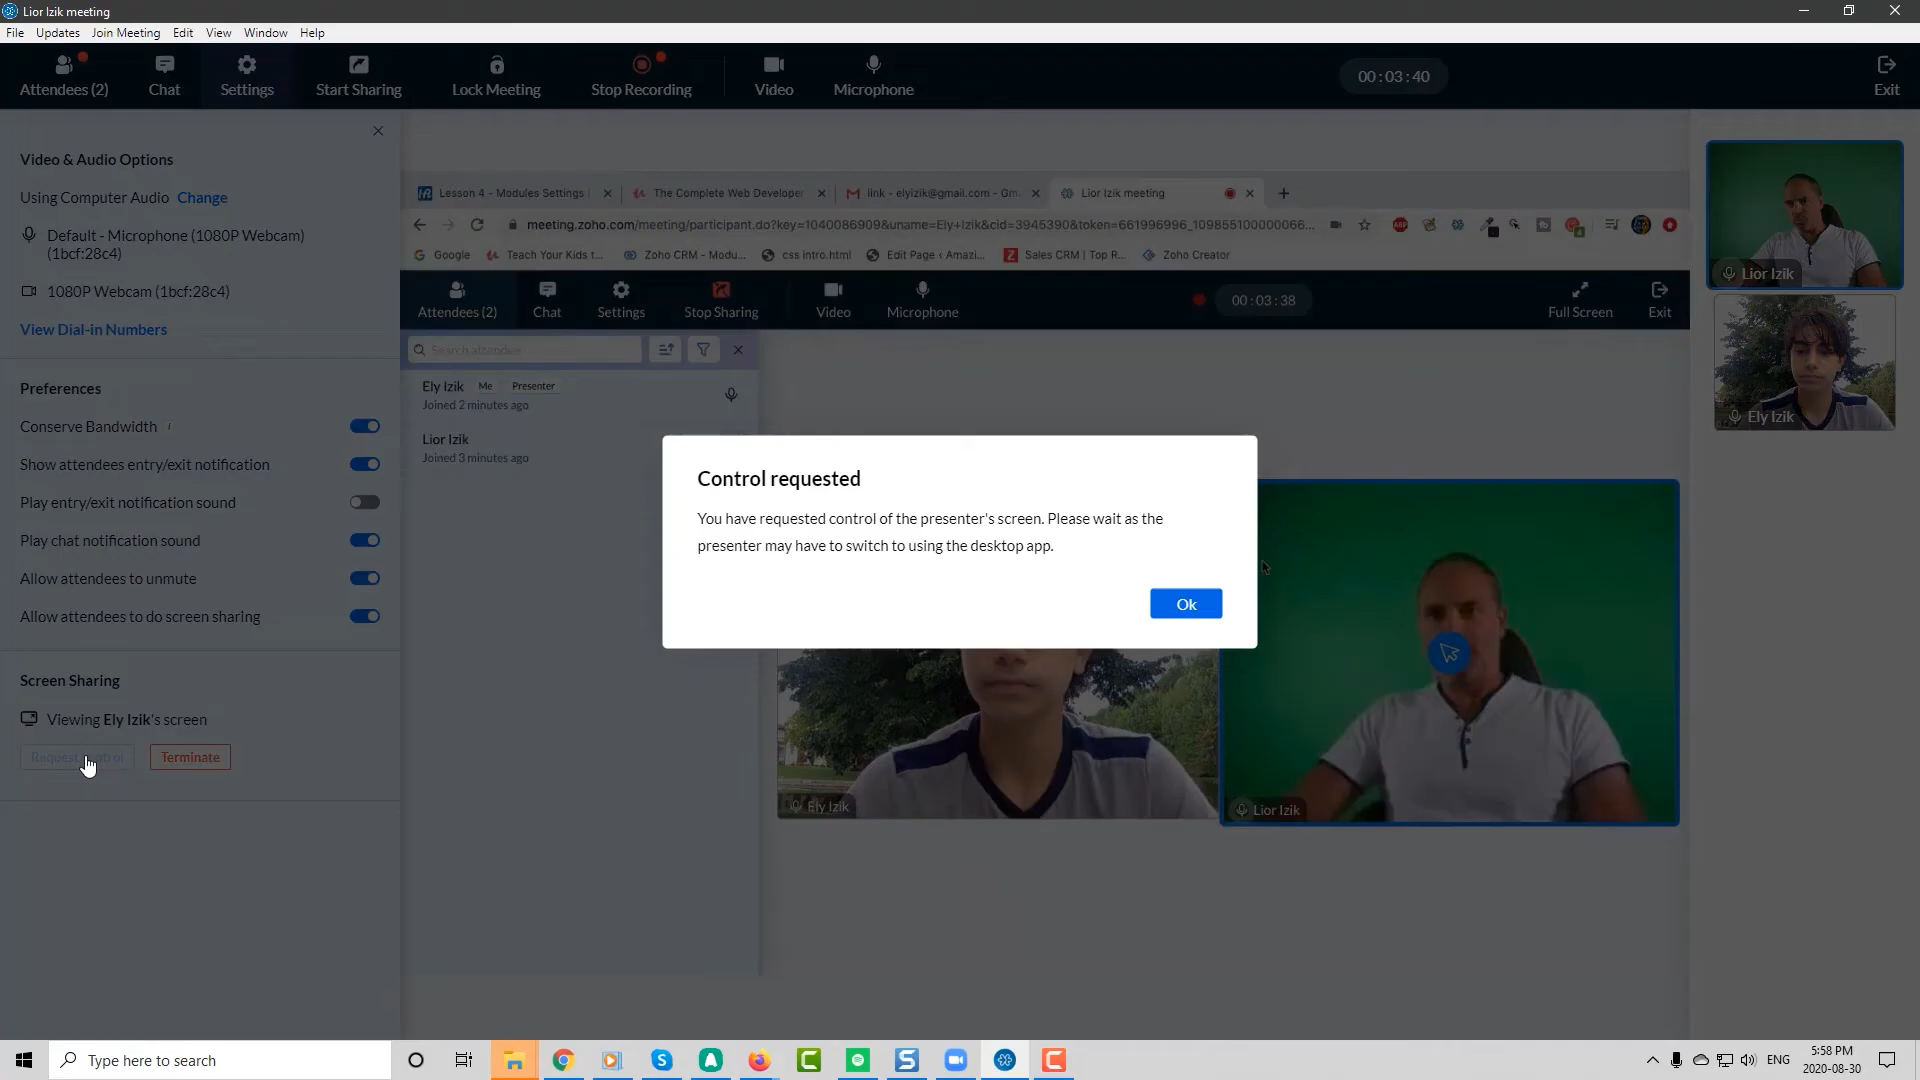 Lior Izik meeting
File Updates Join Meeting Edit View Window Help
Attendees (2) Chat Settings Start Sharing Lock Meeting Stop Recording Video Microphone 00 : 03 : 40 Exit
Video & Audio Options
Using Computer Audio Change
Default - Microphone (1080P Webcam)
(1bcf:28c4)
1080P Webcam (1bcf:28c4)
View Dial-in Numbers
Preferences
Conserve Bandwidth i
Show attendees entry/exit notification
Play entry/exit notification sound
Play chat notification sound
Allow attendees to unmute
Allow attendees to do screen sharing
Screen Sharing
Viewing Ely Izik's screen
Terminate
Lesson 4 - Modules Settings The Complete Web Developer link - elyizik@gmail.com - Gm Lior Izik meeting
meeting.zoho.com/meeting/participant.do?key=1040086909&uname=Ely+Izik&cid=3945390&token=661996996_109855100000066...
Google Teach Your Kids t... Zoho CRM - Modu... css intro.html Edit Page ‹ Amazi... Sales CRM | Top R... Zoho Creator
Attendees (2) Chat Settings Stop Sharing Video Microphone 00 : 03 : 38 Full Screen Exit
Search attendee
Ely Izik Me Presenter
Joined 2 minutes ago
Lior Izik
Joined 3 minutes ago
Control requested
You have requested control of the presenter's screen. Please wait as the
presenter may have to switch to using the desktop app.
Ok
Ely Izik
Lior Izik
Lior Izik
Ely Izik
Type here to search
ENG
5:58 PM
2020-08-30